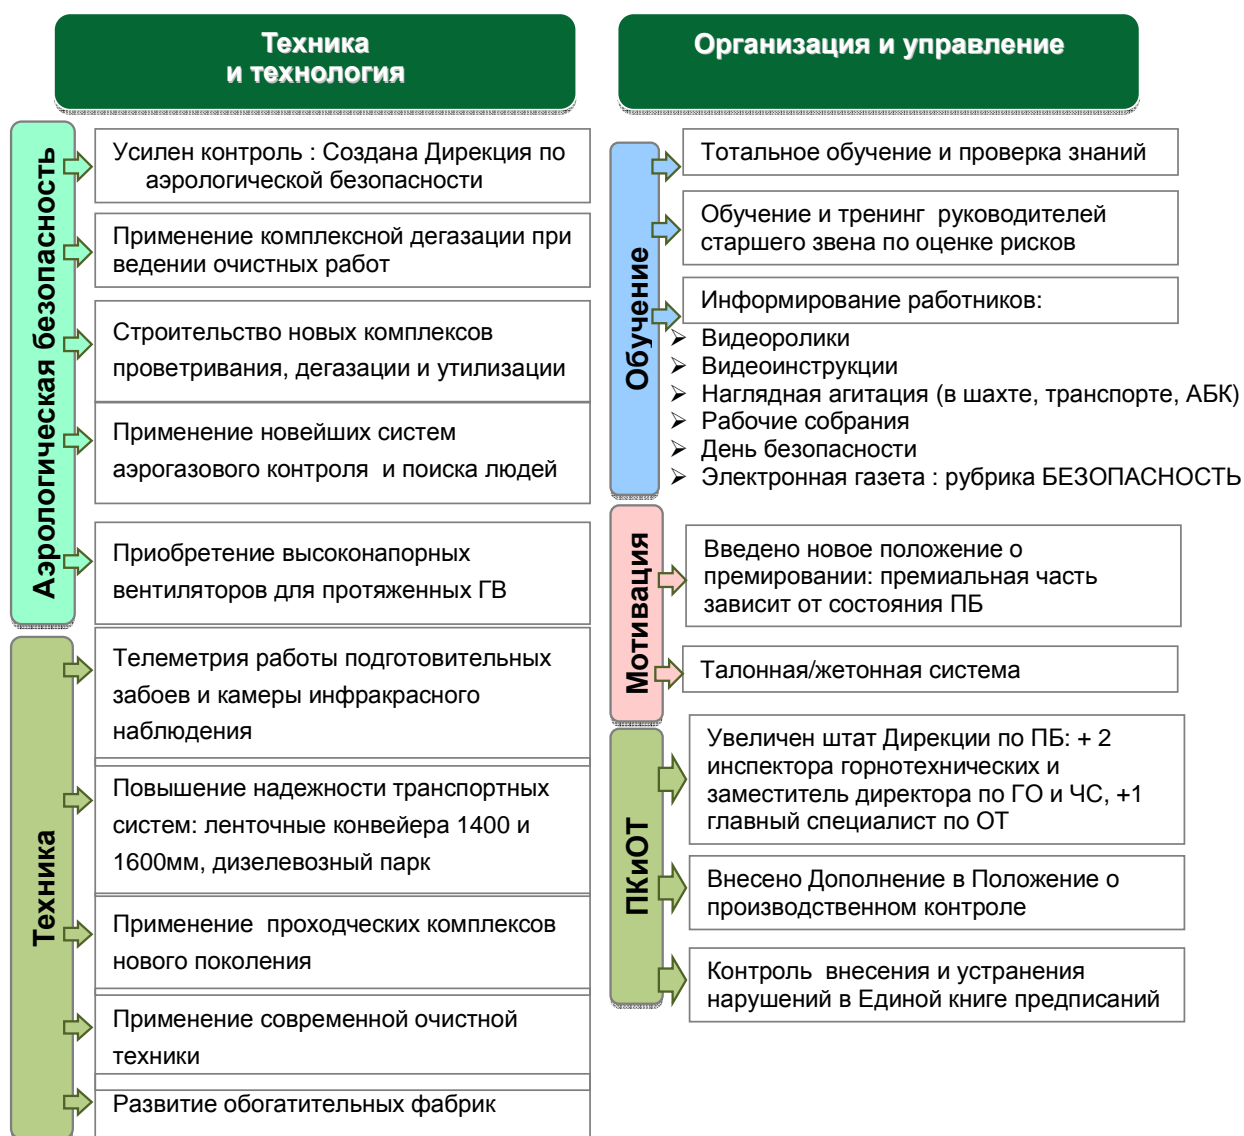 Техника
и технология
Аэрологическая безопасность
Усилен контроль : Создана Дирекция по
аэрологической безопасности
Применение комплексной дегазации при
ведении очистных работ
Строительство новых комплексов
проветривания, дегазации и утилизации
Применение новейших систем
аэрогазового контроля и поиска людей
Приобретение высоконапорных
вентиляторов для протяженных ГВ
Техника
Телеметрия работы подготовительных
забоев и камеры инфракрасного
наблюдения
Повышение надежности транспортных
систем: ленточные конвейера 1400 и
1600мм, дизелевозный парк
Применение проходческих комплексов
нового поколения
Применение современной очистной
техники
Развитие обогатительных фабрик
Организация и управление
Обучение
Тотальное обучение и проверка знаний
Обучение и тренинг руководителей
старшего звена по оценке рисков
Информирование работников:
➢ Видеоролики
➢ Видеоинструкции
➢ Наглядная агитация (в шахте, транспорте, АБК)
➢ Рабочие собрания
➢ День безопасности
➢ Электронная газета : рубрика БЕЗОПАСНОСТЬ
Мотивация
Введено новое положение о
премировании: премиальная часть
зависит от состояния ПБ
Талонная/жетонная система
ПКиОТ
Увеличен штат Дирекции по ПБ: + 2
инспектора горнотехнических и
заместитель директора по ГО и ЧС, +1
главный специалист по ОТ
Внесено Дополнение в Положение о
производственном контроле
Контроль внесения и устранения
нарушений в Единой книге предписаний